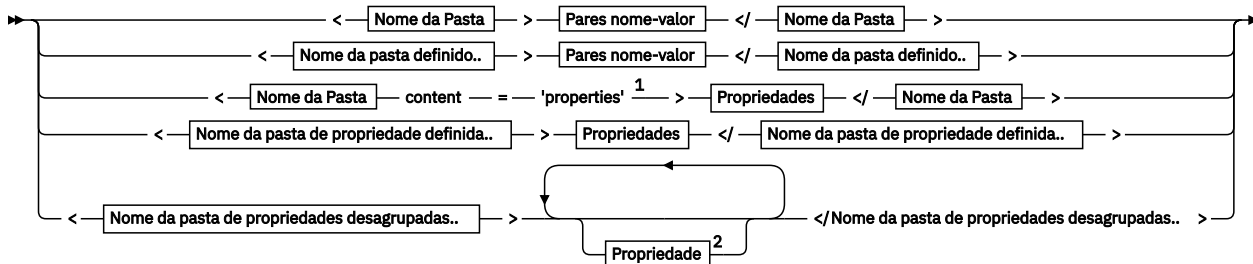 < Nome da Pasta > Pares nome-valor </ Nome da Pasta >
< Nome da pasta definido.. > Pares nome-valor </ Nome da pasta definido.. >
< Nome da Pasta content = 'properties' 1 > Propriedades </ Nome da Pasta >
< Nome da pasta de propriedade definida.. > Propriedades </ Nome da pasta de propriedade definida.. >
< Nome da pasta de propriedades desagrupadas.. > </ Nome da pasta de propriedades desagrupadas.. >
Propriedade 2